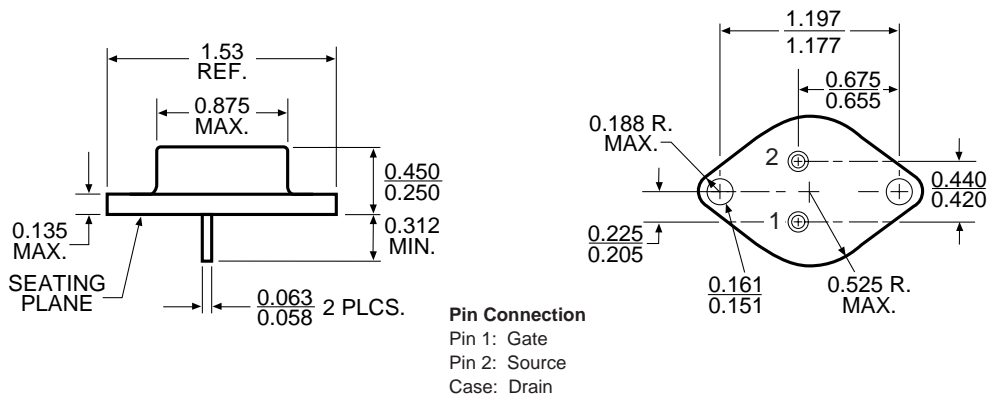 1.53
REF.
0.875
MAX.
0.450
0.250
0.135
MAX.
0.312
MIN.
SEATING
PLANE
0.063
0.058
2 PLCS.
1.197
1.177
0.675
0.655
0.188 R.
MAX.
2
0.440
0.420
1
0.225
0.205
0.161
0.151
0.525 R.
MAX.
Pin Connection
Pin 1: Gate
Pin 2: Source
Case: Drain